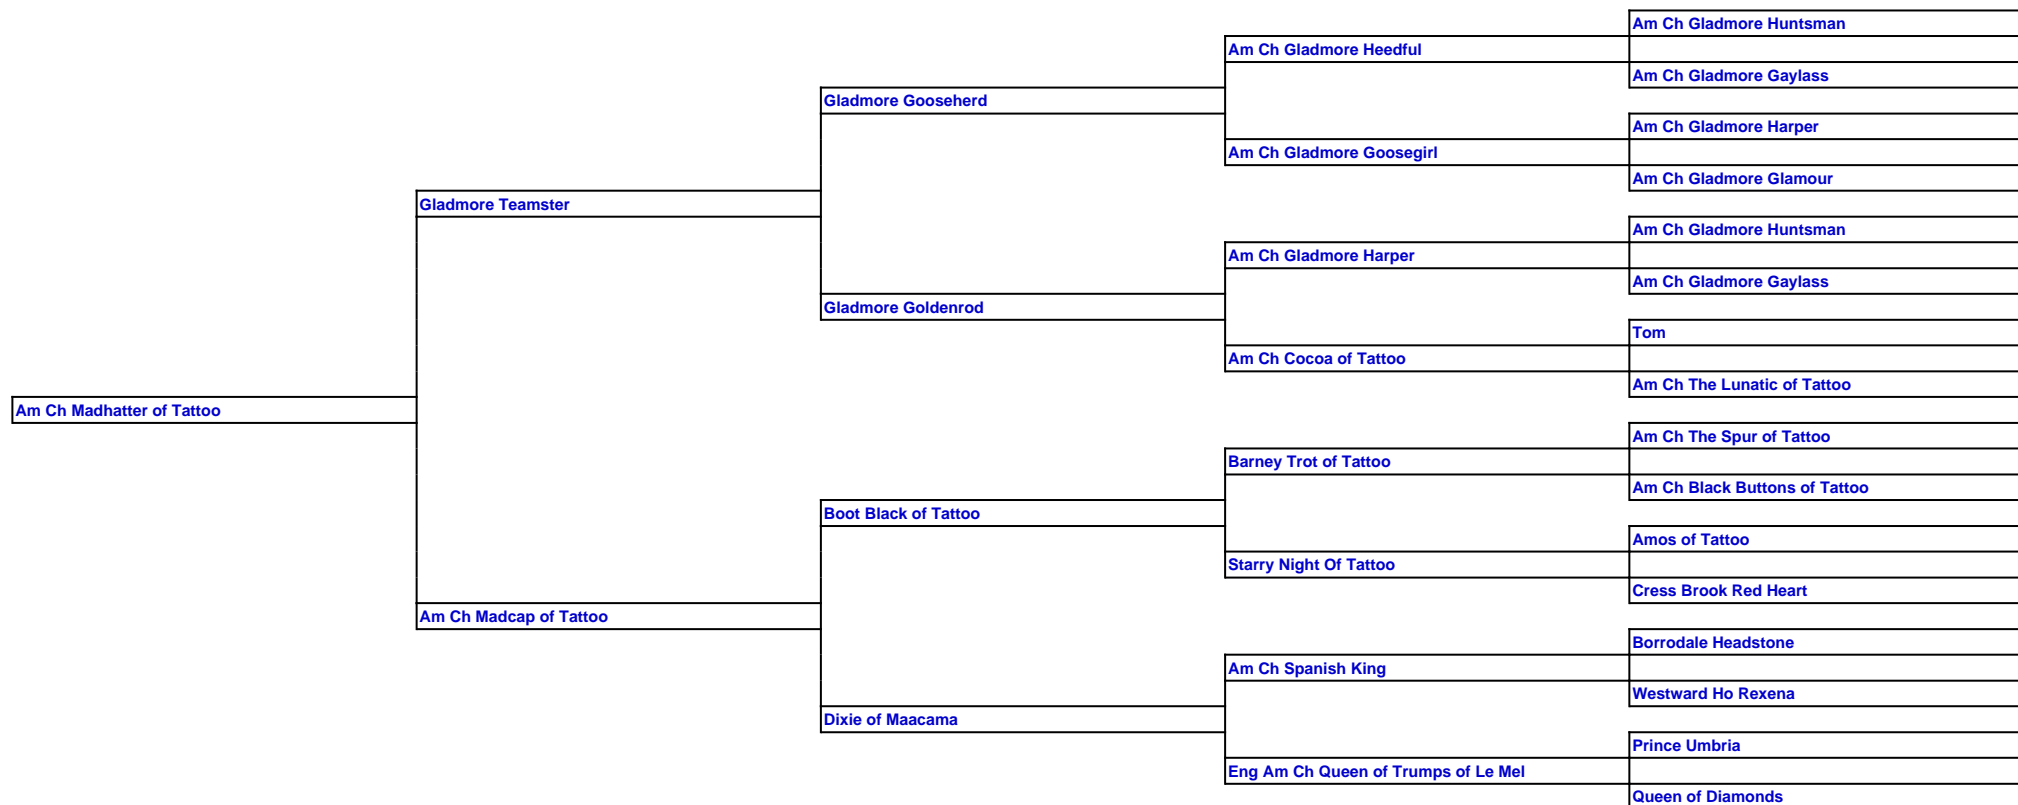 Am Ch Gladmore Huntsman
Am Ch Gladmore Heedful
Am Ch Gladmore Gaylass
Gladmore Gooseherd
Am Ch Gladmore Harper
Am Ch Gladmore Goosegirl
Am Ch Gladmore Glamour
Gladmore Teamster
Am Ch Gladmore Huntsman
Am Ch Gladmore Harper
Am Ch Gladmore Gaylass
Gladmore Goldenrod
Tom
Am Ch Cocoa of Tattoo
Am Ch The Lunatic of Tattoo
Am Ch Madhatter of Tattoo
Am Ch The Spur of Tattoo
Barney Trot of Tattoo
Am Ch Black Buttons of Tattoo
Boot Black of Tattoo
Amos of Tattoo
Starry Night Of Tattoo
Cress Brook Red Heart
Am Ch Madcap of Tattoo
Borrodale Headstone
Am Ch Spanish King
Westward Ho Rexena
Dixie of Maacama
Prince Umbria
Eng Am Ch Queen of Trumps of Le Mel
Queen of Diamonds